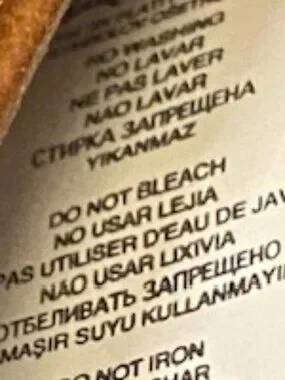 NO WASHING
NO LAVAR
NE PAS LAVER
NÃO LAVAR
СТИРКА ЗАПРЕЩЕНА
YIKANMAZ
DO NOT BLEACH
NO USAR LEJIA
PAS UTILISER D'EAU DE JAV
NÃO USAR LIXIVIA
ОТБЕЛИВАТЬ ЗАПРЕЩЕНО
MAŞIR SUYU KULLANMAYI
NOT IRON